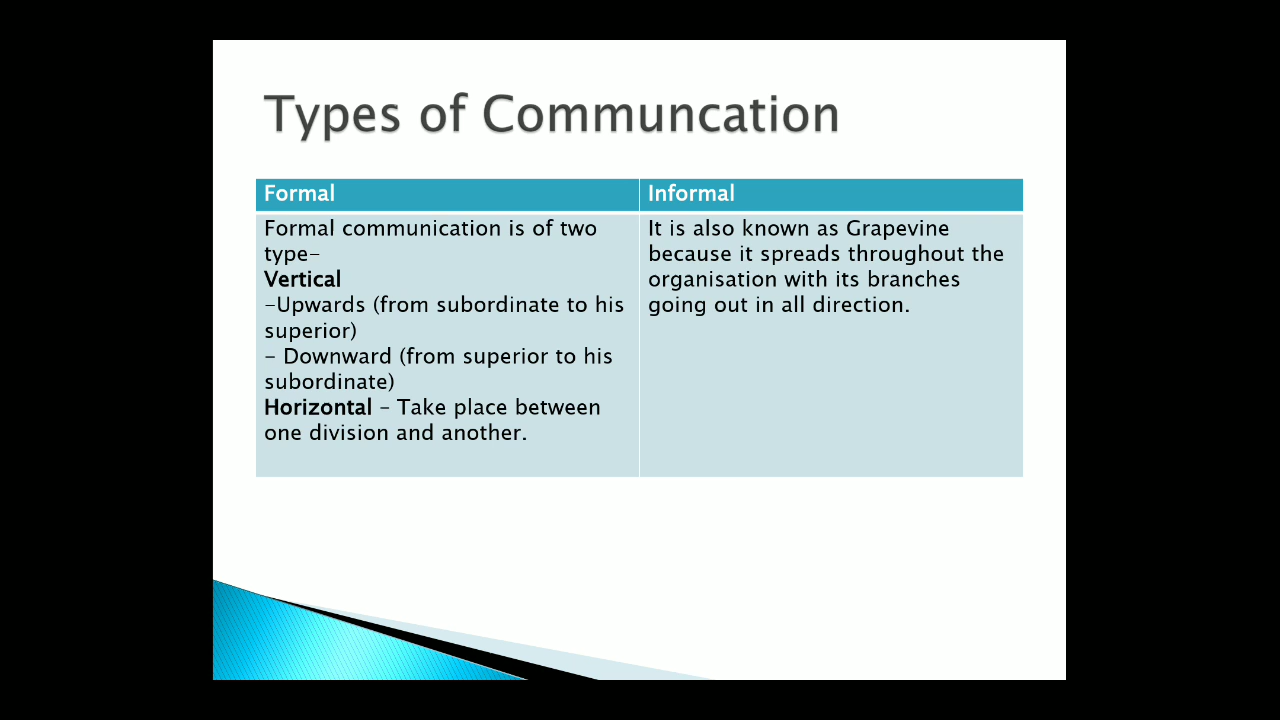 Types of Communcation
Formal
Informal
Formal communication is of two
type-
Vertical
-Upwards (from subordinate to his
superior)
- Downward (from superior to his
subordinate)
Horizontal - Take place between
one division and another.
It is also known as Grapevine
because it spreads throughout the
organisation with its branches
going out in all direction.